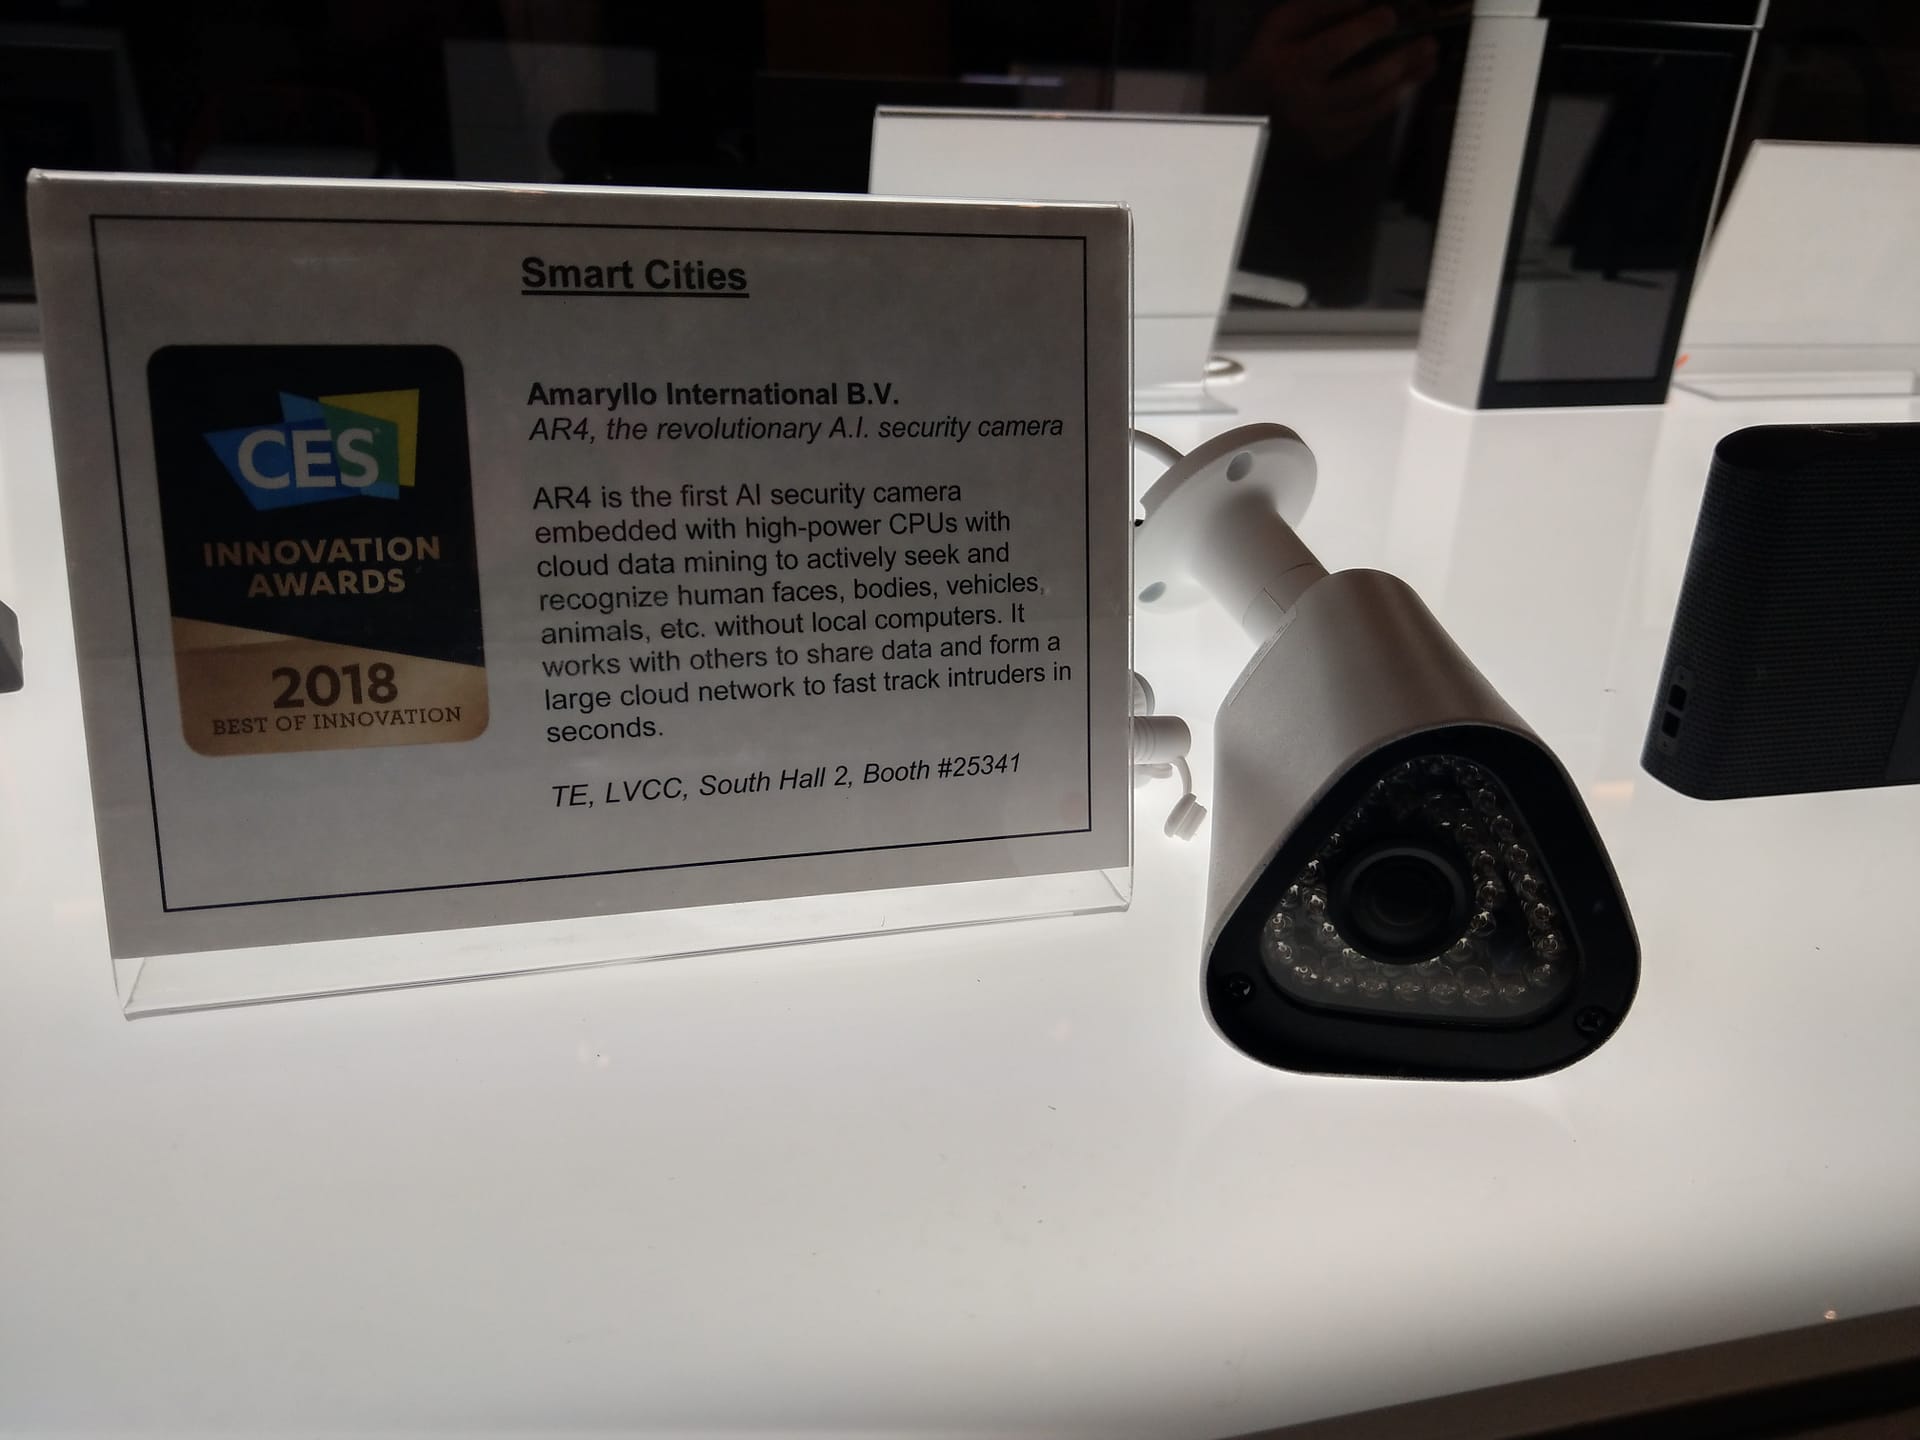 Smart Cities
CES
INNOVATION
AWARDS
2018
BEST OF INNOVATION
Amaryllo International B.V.
AR4, the revolutionary A.I. security camera
AR4 is the first AI security camera
embedded with high-power CPUs with
cloud data mining to actively seek and
recognize human faces, bodies, vehicles,
animals, etc. without local computers. It
works with others to share data and form a
large cloud network to fast track intruders in
seconds.
TE, LVCC, South Hall 2, Booth #25341